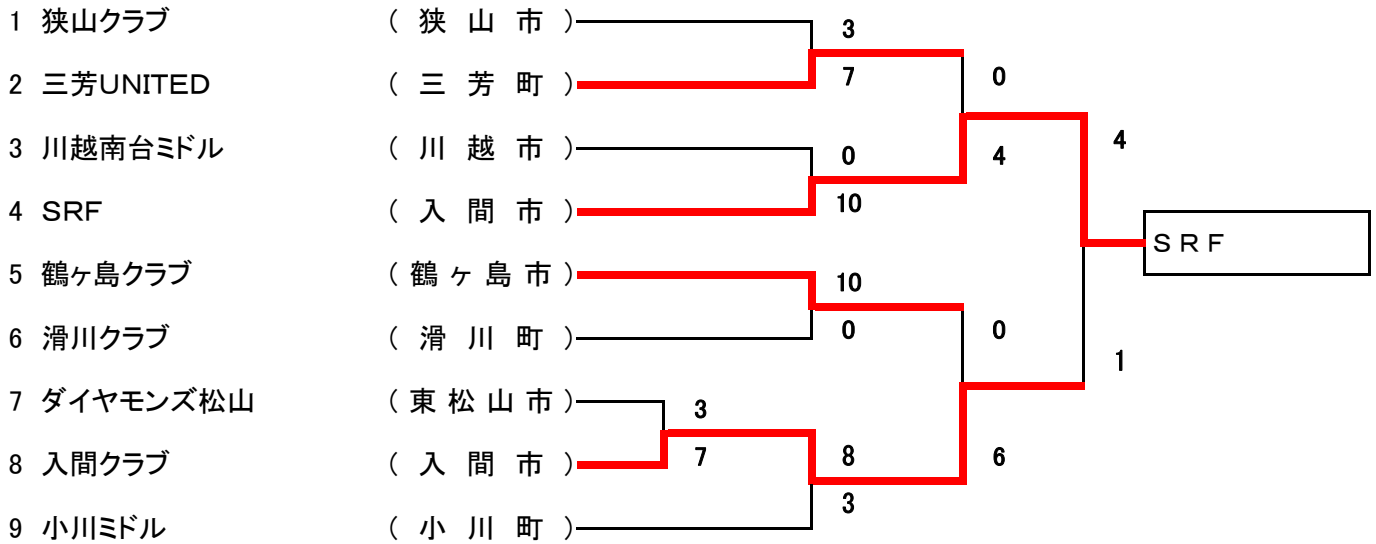 1 狭山クラブ ( 狭 山 市 ) 3
2 三芳UNITED ( 三 芳 町 ) 7 0
3 川越南台ミドル ( 川 越 市 ) 0 4 4
4 SRF ( 入 間 市 ) 10
SRF
5 鶴ヶ島クラブ ( 鶴 ヶ 島 市 ) 10
6 滑川クラブ ( 滑 川 町 ) 0 0
1
7 ダイヤモンズ松山 ( 東 松 山 市 ) 3
8 入間クラブ ( 入 間 市 ) 7 8 6
3
9 小川ミドル ( 小 川 町 )